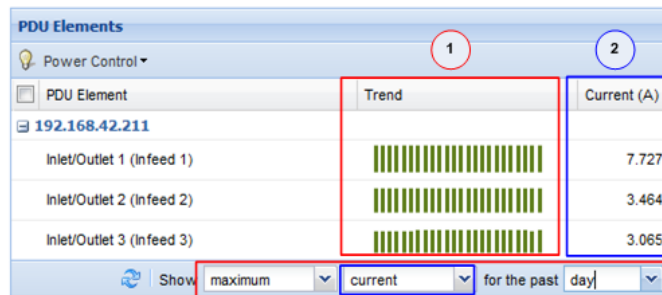 PDU Elements
1
2
Power Control
PDU Element Trend Current (A)
192.168.42.211
Inlet/Outlet 1 (Infeed 1) 7.727
Inlet/Outlet 2 (Infeed 2) 3.464
Inlet/Outlet 3 (Infeed 3) 3.065
Show maximum current for the past day